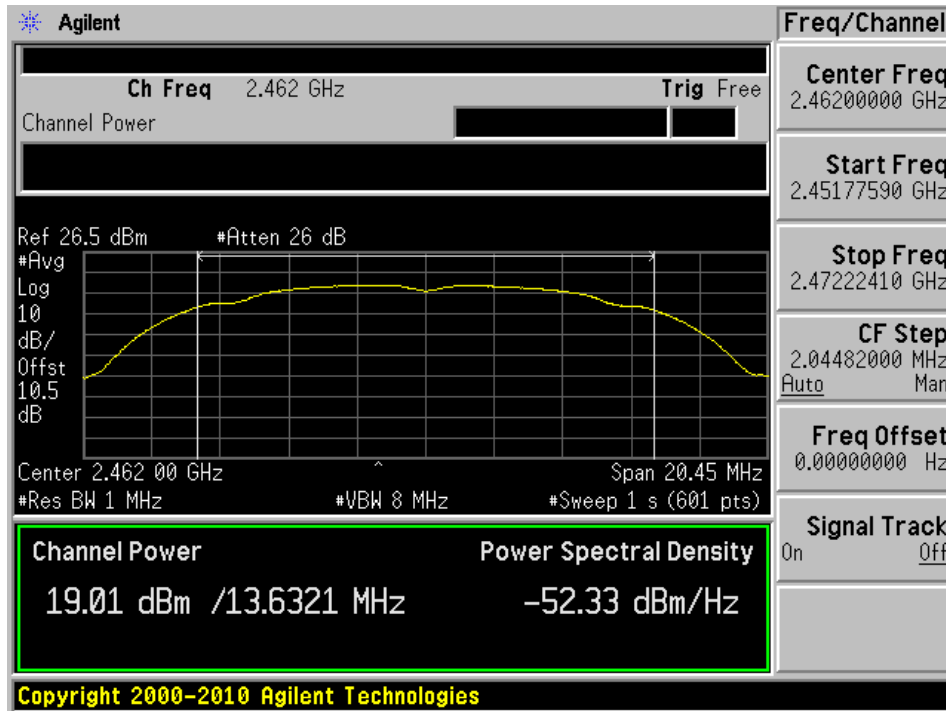 Agilent
Freq/Channel
Ch Freq 2.462 GHz Trig Free
Channel Power
Ref 26.5 dBm #Atten 26 dB
#Avg
Log
10
dB/
Offst
10.5
dB
Center 2.462 00 GHz ^ Span 20.45 MHz
#Res BW 1 MHz #VBW 8 MHz #Sweep 1 s (601 pts)
Channel Power Power Spectral Density
19.01 dBm /13.6321 MHz -52.33 dBm/Hz
Center Freq
2.46200000 GHz
Start Freq
2.45177590 GHz
Stop Freq
2.47222410 GHz
CF Step
2.04482000 MHz
Auto Man
Freq Offset
0.00000000 Hz
Signal Track
On Off
Copyright 2000-2010 Agilent Technologies